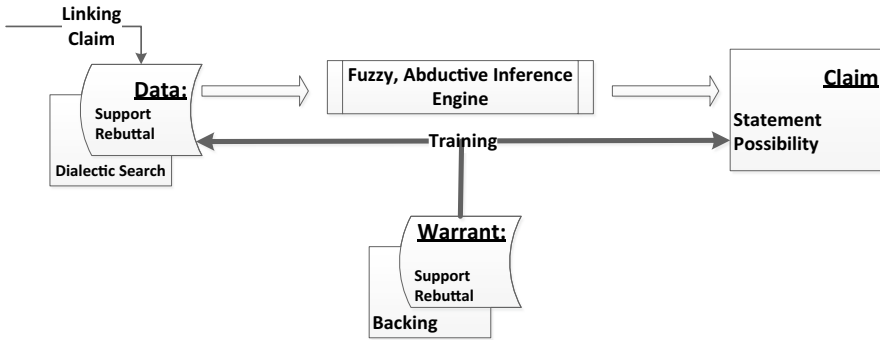 Linking
Claim
Data:
Support
Rebuttal
Dialectic Search
Fuzzy, Abductive Inference
Engine
Claim
Statement
Possibility
Training
Warrant:
Support
Rebuttal
Backing